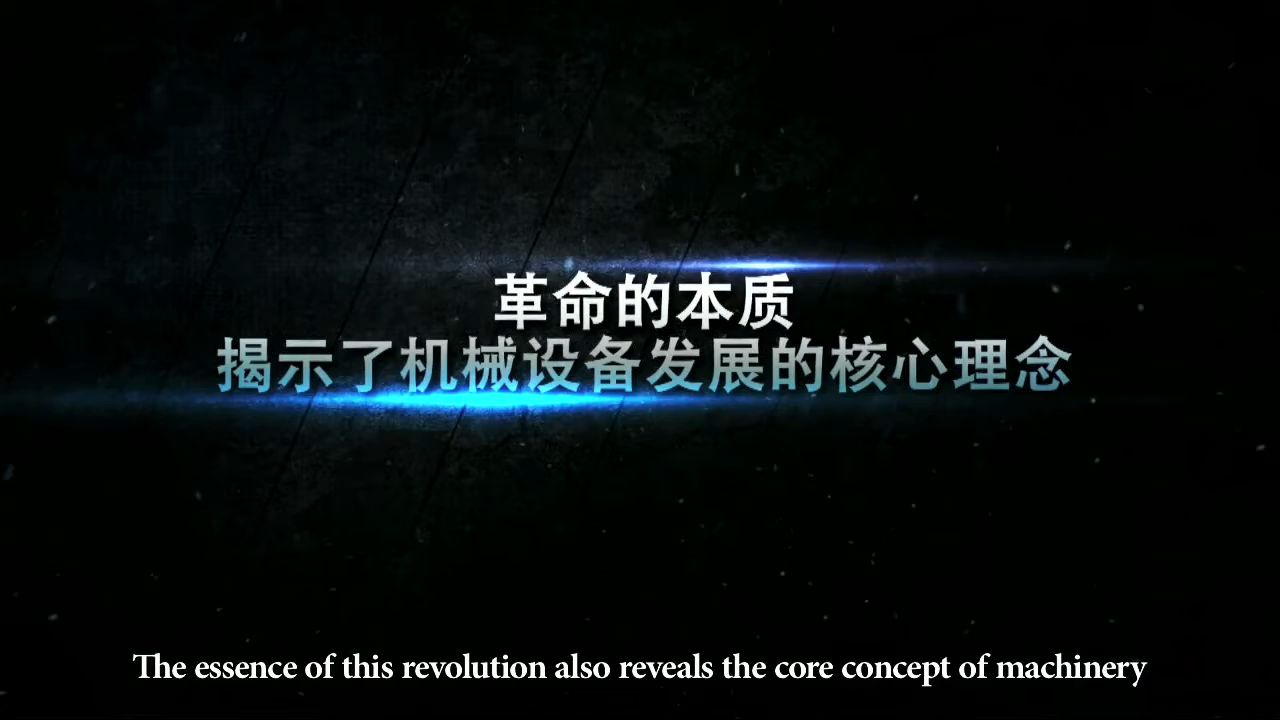 革命的本质
揭示了机械设备发展的核心理念
The essence of this revolution also reveals the core concept of machinery